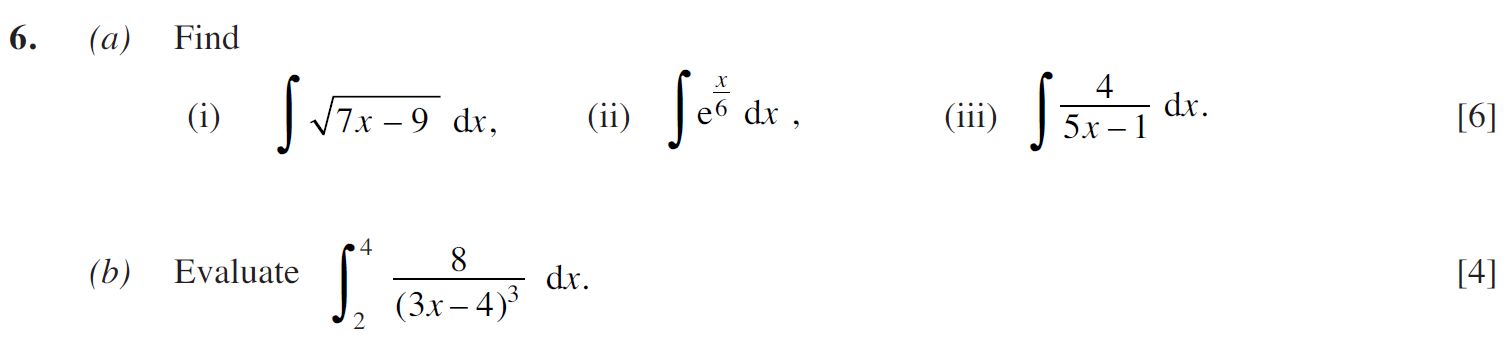 6. (a) Find
(i) ∫ √(7x – 9) dx, (ii) ∫ e^(x/6) dx , (iii) ∫ 4/(5x – 1) dx. [6]
(b) Evaluate ∫₂⁴ 8/(3x – 4)³ dx. [4]